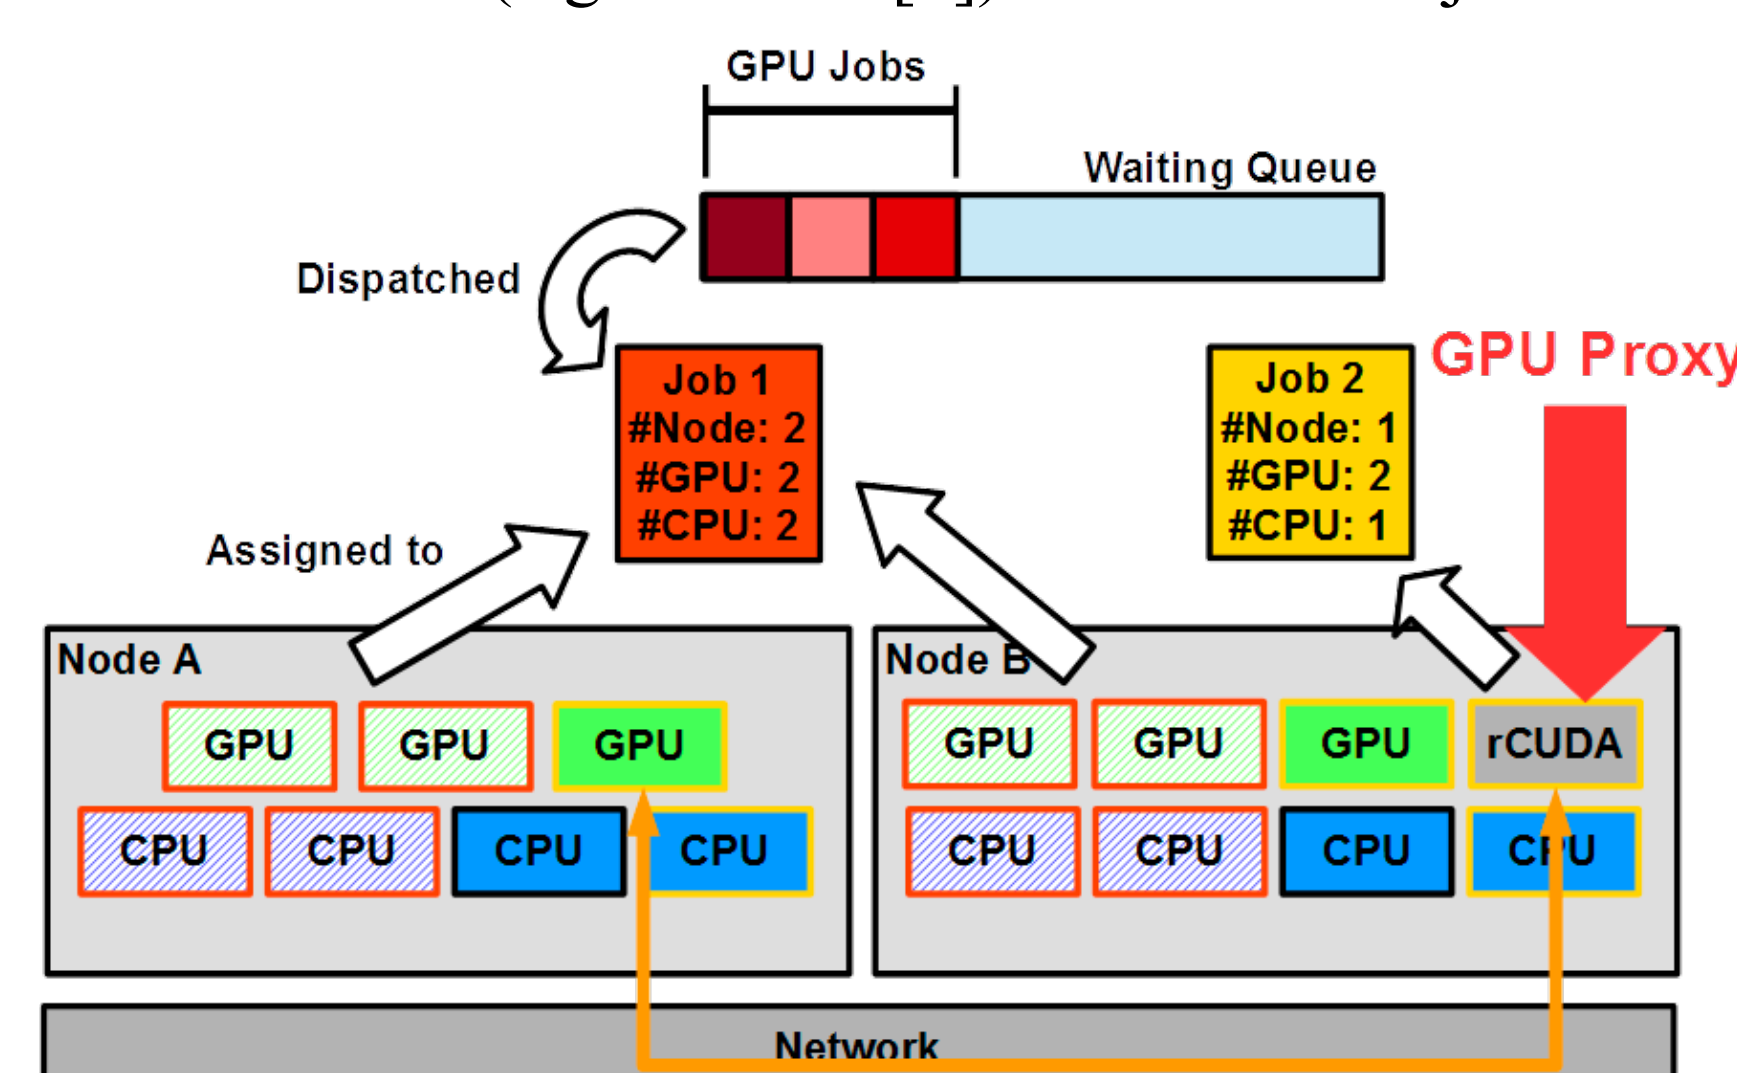 GPU Jobs
Waiting Queue
Dispatched
GPU Proxy
Job 1
#Node: 2
#GPU: 2
#CPU: 2
Job 2
#Node: 1
#GPU: 2
#CPU: 1
Assigned to
Node A
GPU GPU GPU
CPU CPU CPU CPU
Node B
GPU GPU GPU rCUDA
CPU CPU CPU CPU
Network